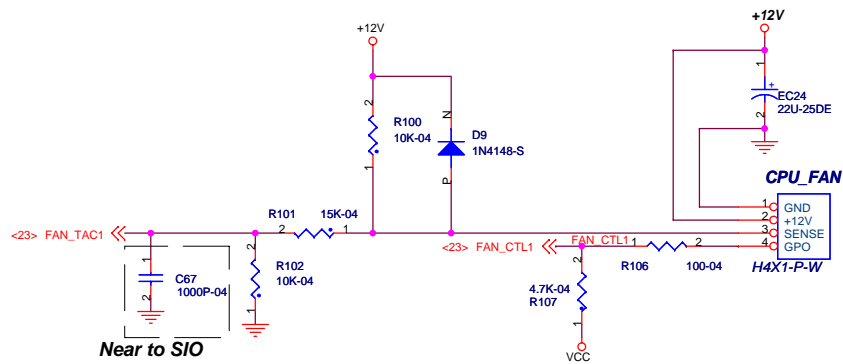 +12V
+12V
2
R100
10K-04
1
N
D9
1N4148-S
P
1
+
EC24
22U-25DE
2
CPU_FAN
1 GND
2 +12V
3 SENSE
4 GPO
H4X1-P-W
R101 15K-04
2 1
<23> FAN_TAC1
<23> FAN_CTL1
FAN_CTL1
1 2
R106 100-04
1
C67
1000P-04
2
2
R102
10K-04
1
2
4.7K-04
R107
1
VCC
Near to SIO